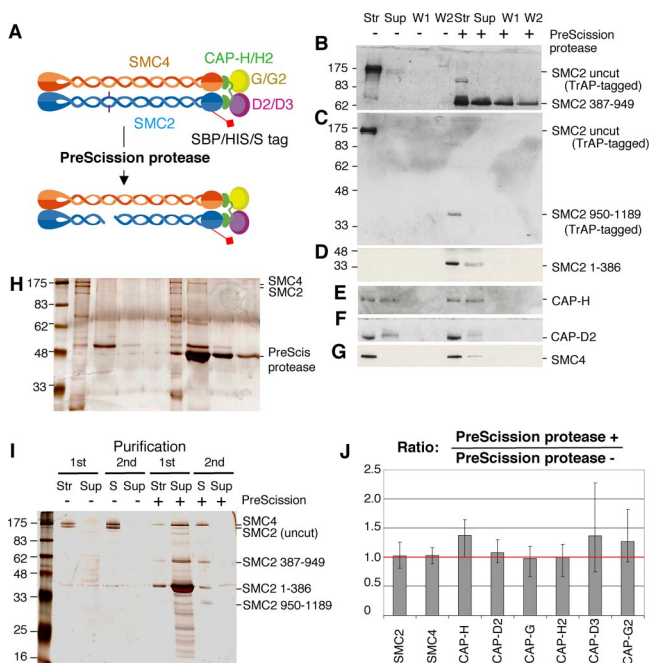 A
SMC4
CAP-H/H2
G/G2
D2/D3
SMC2
SBP/HIS/S tag
PreScission protease
Str Sup W1 W2 Str Sup W1 W2
- - - - + + + +
PreScission
protease
B
175
83
62
SMC2 uncut
(TrAP-tagged)
SMC2 387-949
C
175
83
62
48
33
SMC2 uncut
(TrAP-tagged)
SMC2 950-1189
(TrAP-tagged)
D
48
33
SMC2 1-386
E
CAP-H
F
CAP-D2
G
SMC4
H
175
83
62
48
33
SMC4
SMC2
PreScis
protease
I
Purification
1st 2nd 1st 2nd
Str Sup S Sup Str Sup S Sup
- - - - + + + +
PreScission
175
83
62
48
33
25
16
SMC4
SMC2 (uncut)
SMC2 387-949
SMC2 1-386
SMC2 950-1189
J
Ratio:
PreScission protease +
PreScission protease -
2.5
2.0
1.5
1.0
0.5
0
SMC2
SMC4
CAP-H
CAP-D2
CAP-G
CAP-H2
CAP-D3
CAP-G2